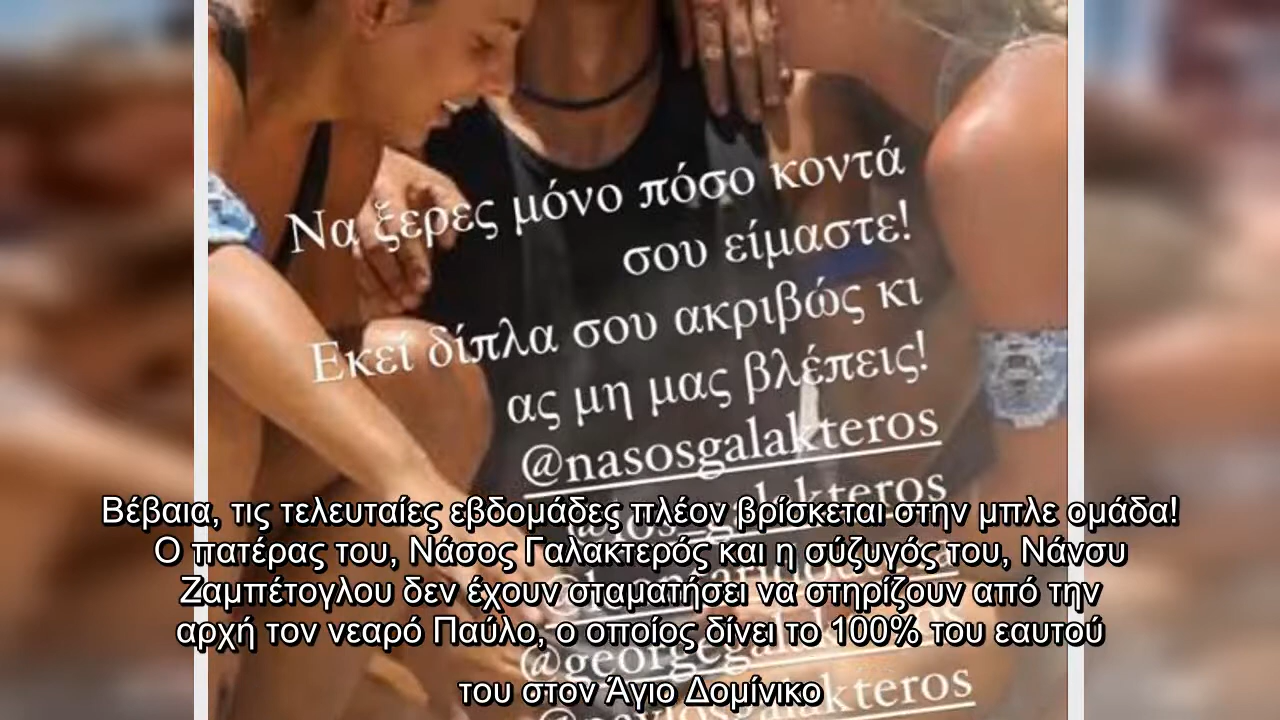 Να ξερες μόνο πόσο κοντά
σου είμαστε!
Εκεί δίπλα σου ακριβώς κι
ας μη μας βλέπεις!
@nasosgalakteros
Βέβαια, τις τελευταίες εβδομάδες πλέον βρίσκεται στην μπλε ομάδα!
Ο πατέρας του, Νάσος Γαλακτερός και η σύζυγός του, Νάνσυ
Ζαμπέτογλου δεν έχουν σταματήσει να στηρίζουν από την
αρχή τον νεαρό Παύλο, ο οποίος δίνει το 100% του εαυτού
του στον Άγιο Δομίνικο